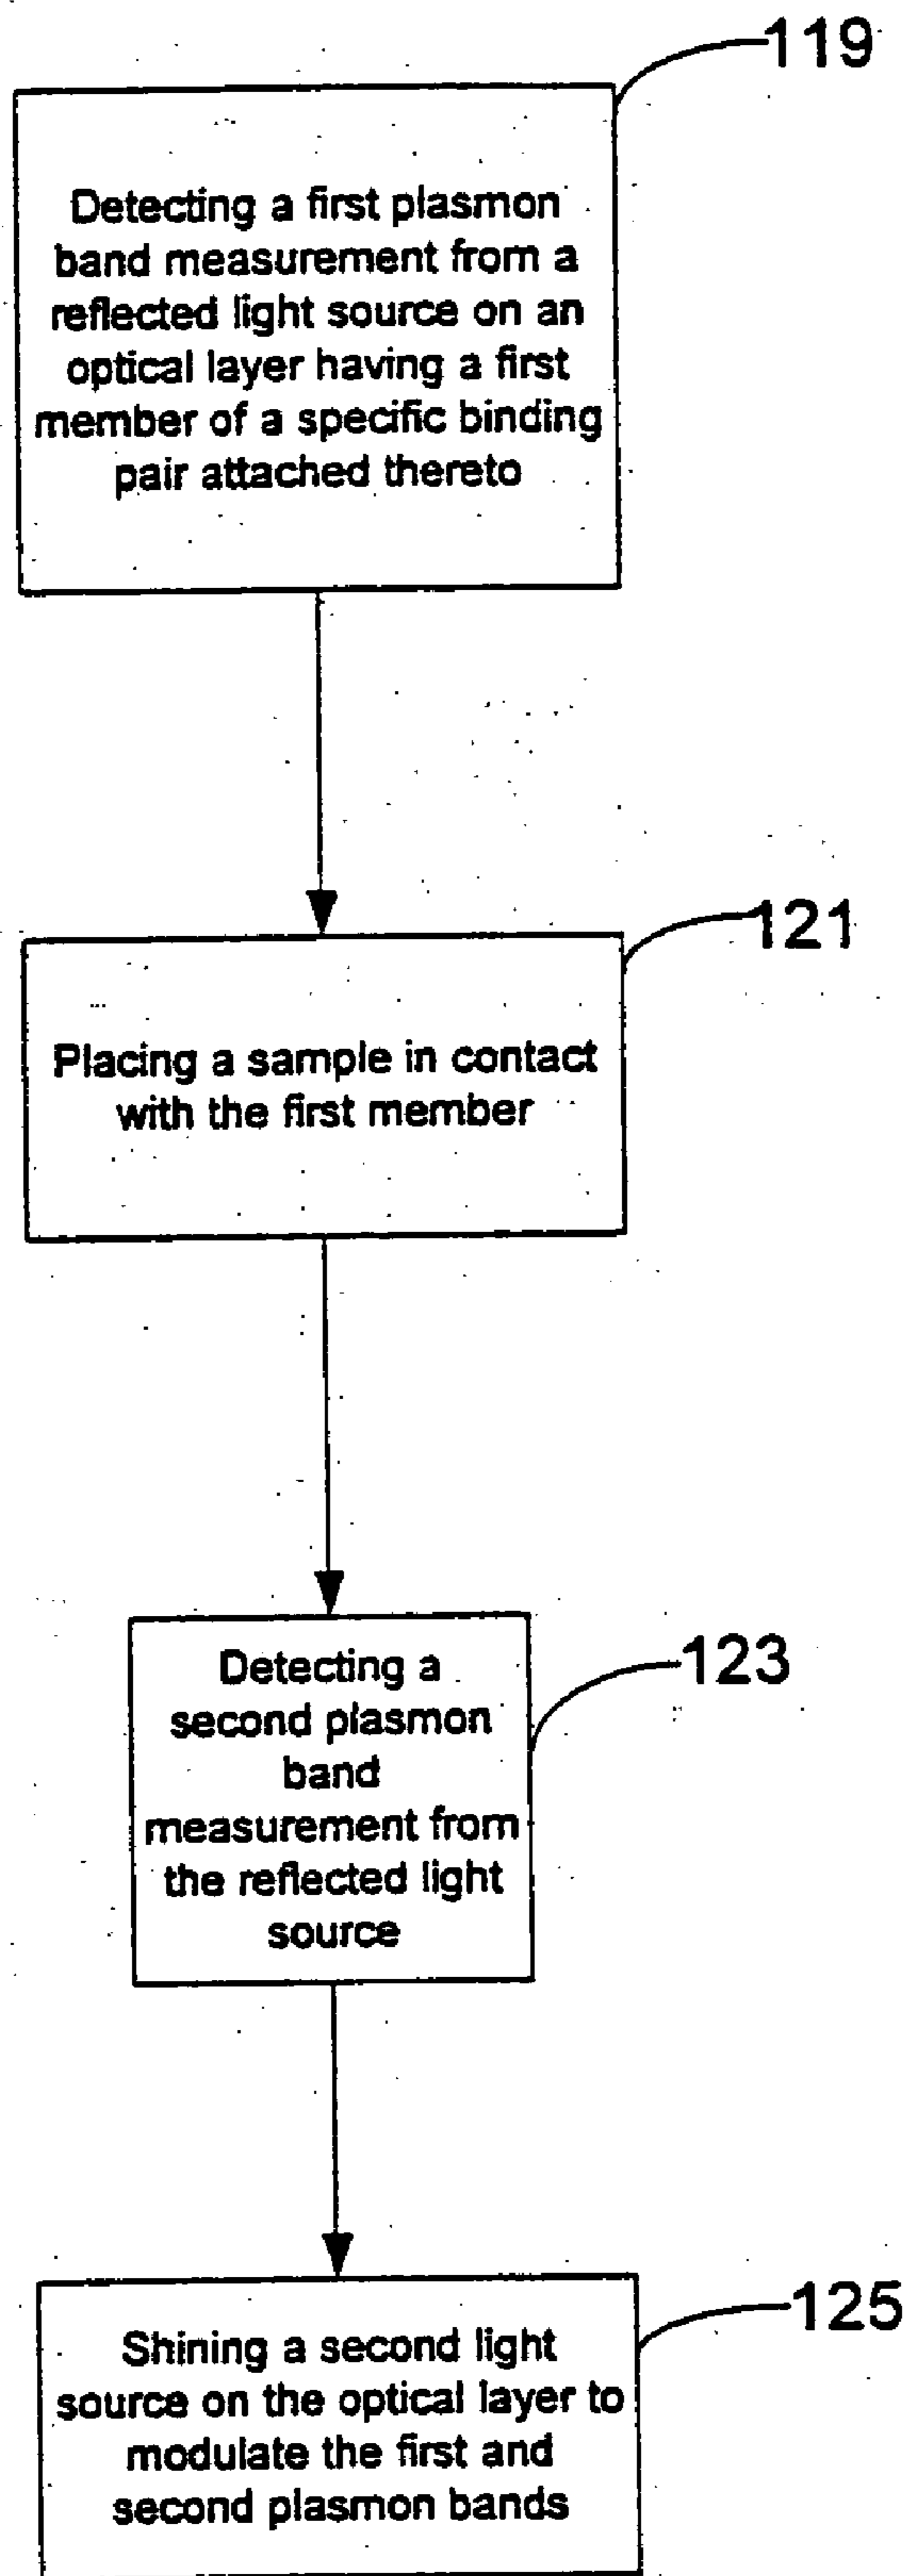 119
Detecting a first plasmon
band measurement from a
reflected light source on an
optical layer having a first
member of a specific binding
pair attached thereto
121
Placing a sample in contact
with the first member
123
Detecting a
second plasmon
band
measurement from
the reflected light
source
125
Shining a second light
source on the optical layer to
modulate the first and
second plasmon bands